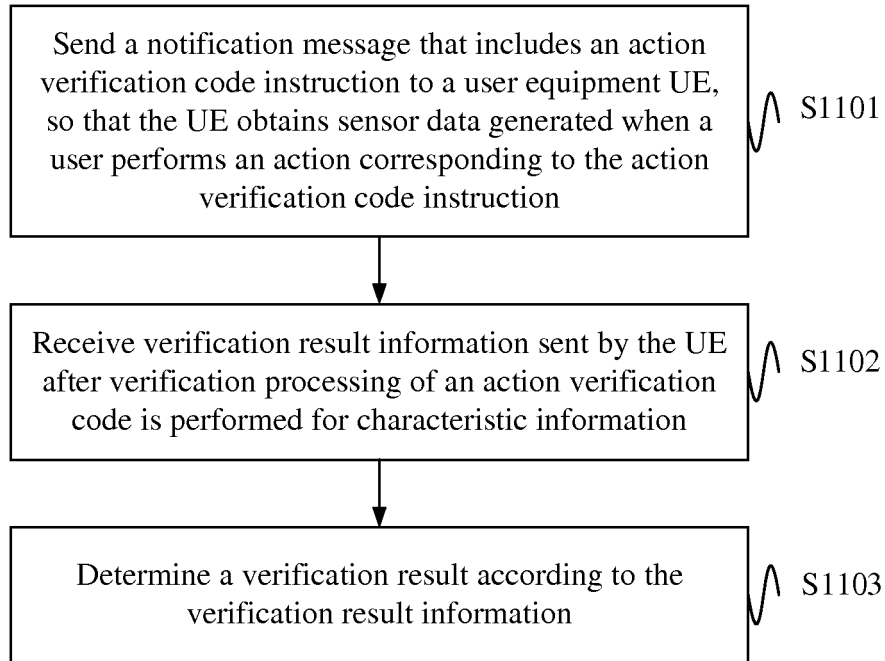 Send a notification message that includes an action
verification code instruction to a user equipment UE,
so that the UE obtains sensor data generated when a
user performs an action corresponding to the action
verification code instruction
S1101
Receive verification result information sent by the UE
after verification processing of an action verification
code is performed for characteristic information
S1102
Determine a verification result according to the
verification result information
S1103